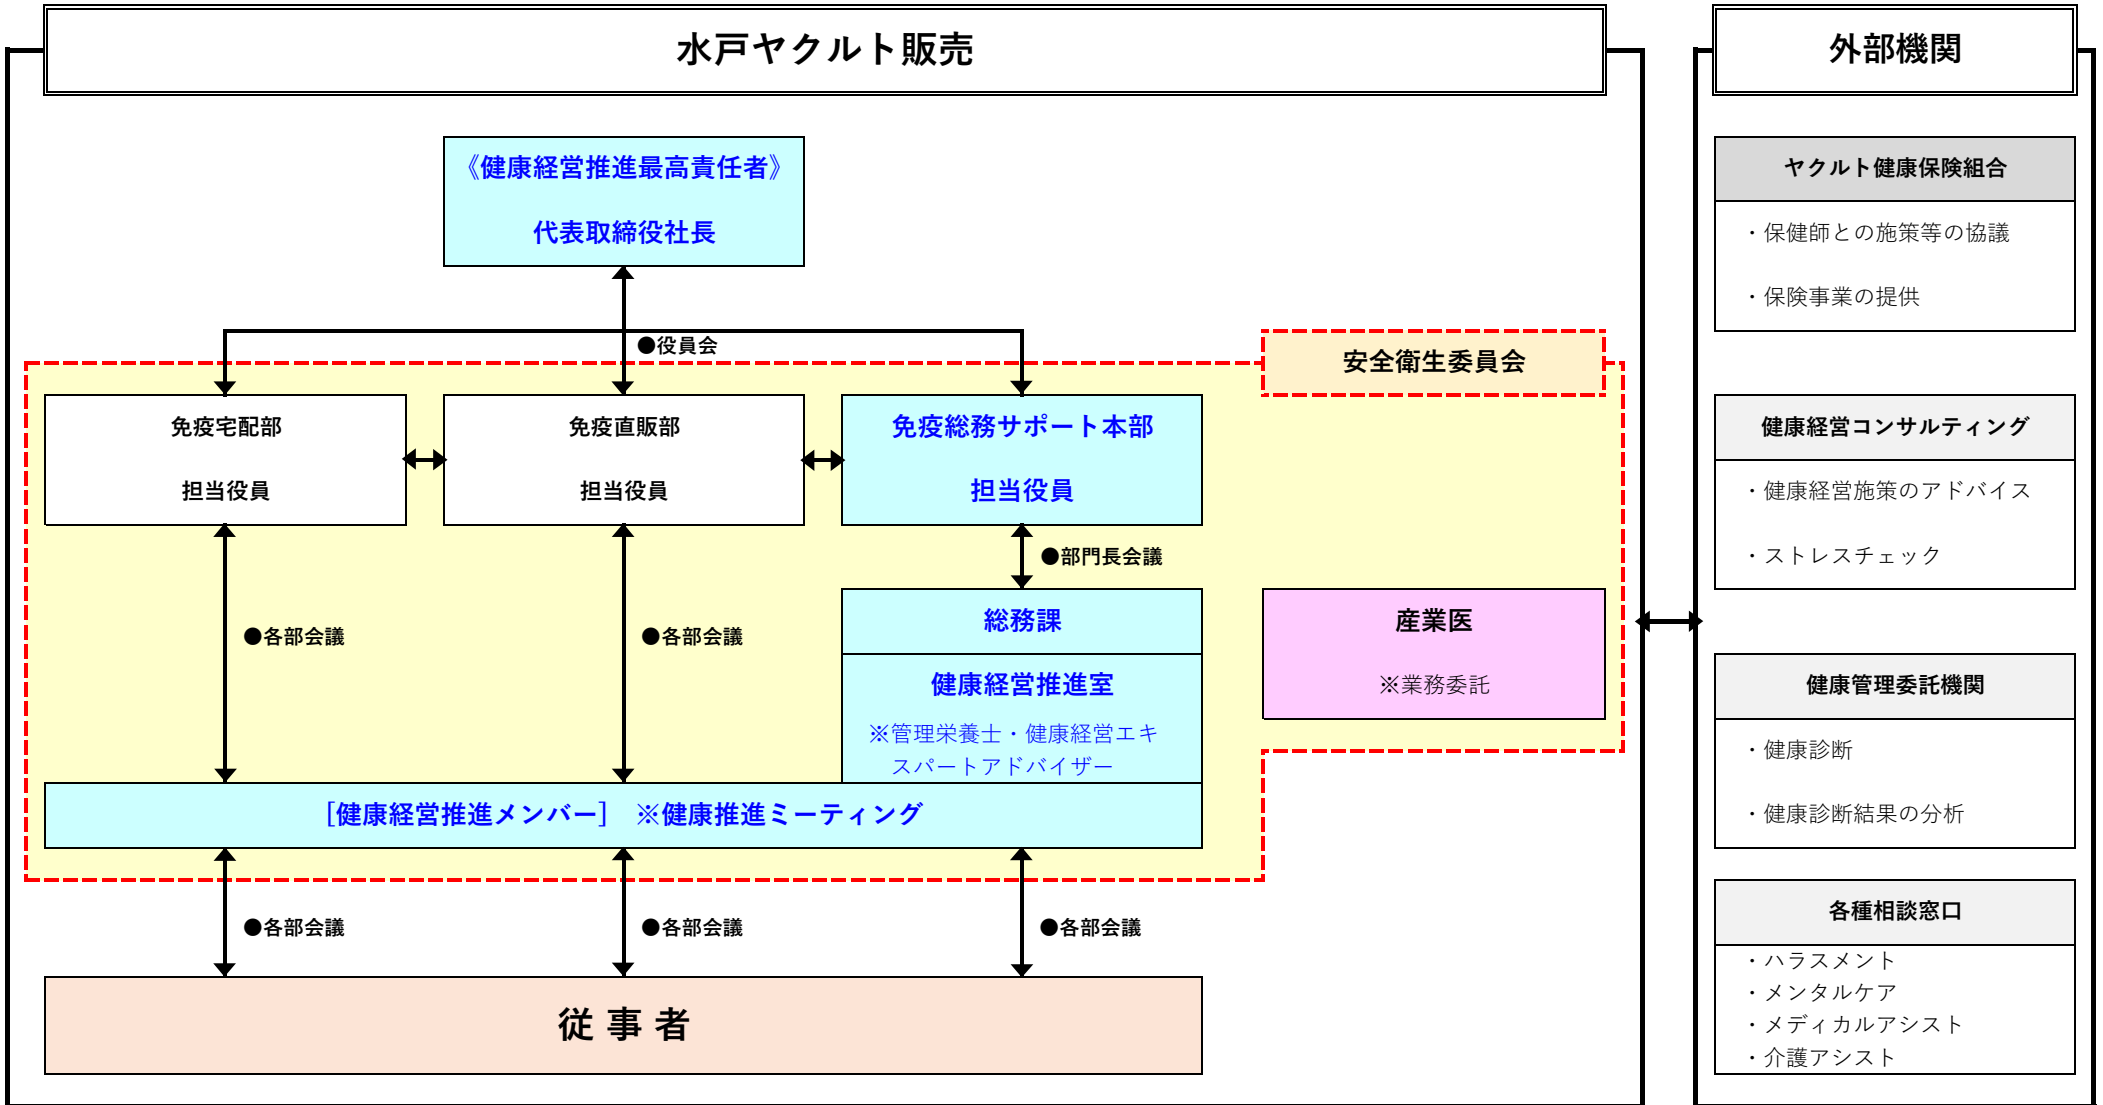 水戸ヤクルト販売
外部機関
《健康経営推進最高責任者》
代表取締役社長
●役員会
安全衛生委員会
免疫宅配部
担当役員
免疫直販部
担当役員
免疫総務サポート本部
担当役員
●部門長会議
●各部会議
●各部会議
総務課
健康経営推進室
※管理栄養士・健康経営エキ
スパートアドバイザー
産業医
※業務委託
[健康経営推進メンバー] ※健康推進ミーティング
●各部会議
●各部会議
●各部会議
従 事 者
ヤクルト健康保険組合
・保健師との施策等の協議
・保険事業の提供
健康経営コンサルティング
・健康経営施策のアドバイス
・ストレスチェック
健康管理委託機関
・健康診断
・健康診断結果の分析
各種相談窓口
・ハラスメント
・メンタルケア
・メディカルアシスト
・介護アシスト